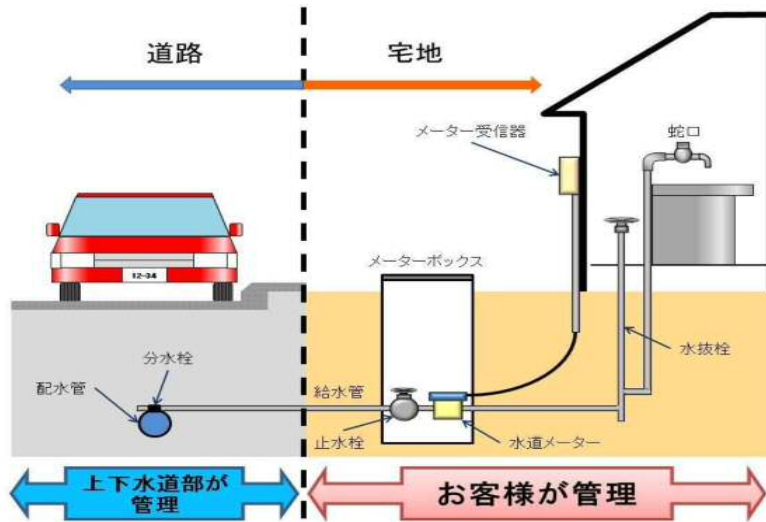 道路
宅地
メーター受信器
蛇口
12-34
メーターボックス
分水栓
水抜栓
配水管
給水管
止水栓
水道メーター
上下水道部が
管理
お客様が管理